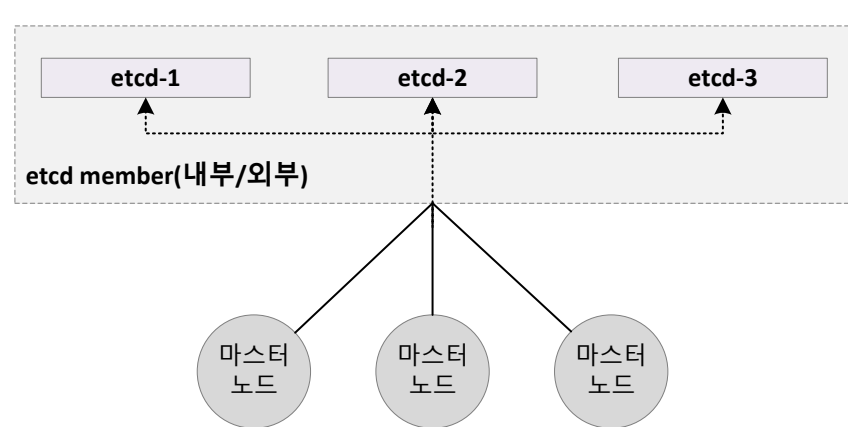 etcd-1
etcd-2
etcd-3
etcd member(내부/외부)
마스터
노드
마스터
노드
마스터
노드